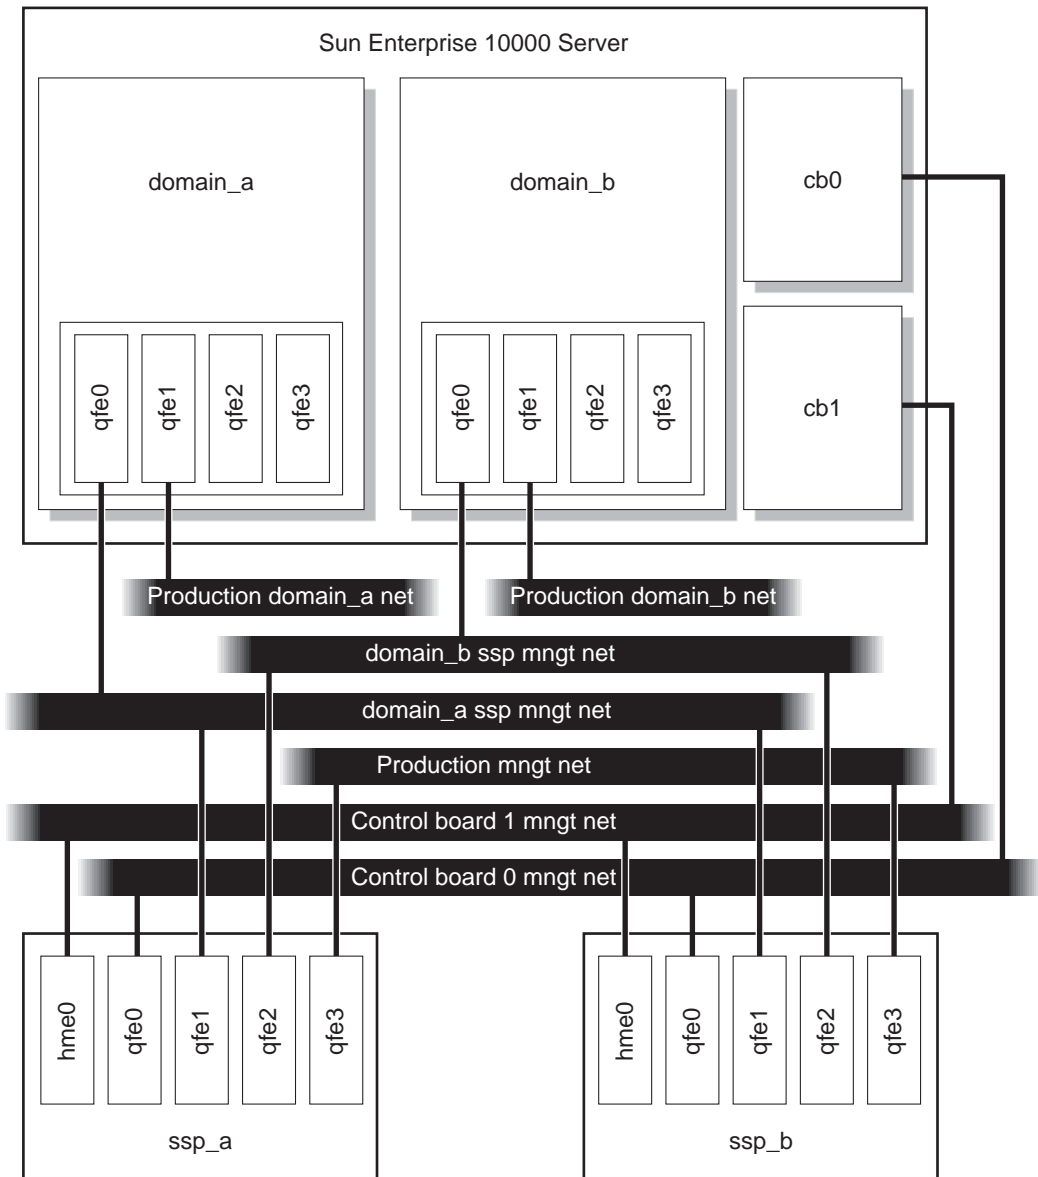 Sun Enterprise 10000 Server
domain_a
domain_b
cb0
cb1
qfe0
qfe1
qfe2
qfe3
qfe0
qfe1
qfe2
qfe3
Production domain_a net
Production domain_b net
domain_b ssp mngt net
domain_a ssp mngt net
Production mngt net
Control board 1 mngt net
Control board 0 mngt net
hme0
qfe0
qfe1
qfe2
qfe3
ssp_a
hme0
qfe0
qfe1
qfe2
qfe3
ssp_b